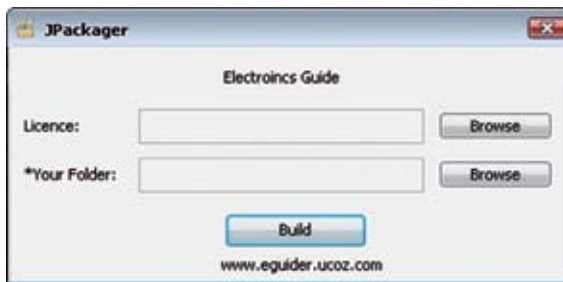 JPackager
Electroincs Guide
Licence: Browse
*Your Folder: Browse
Build
www.eguider.ucoz.com